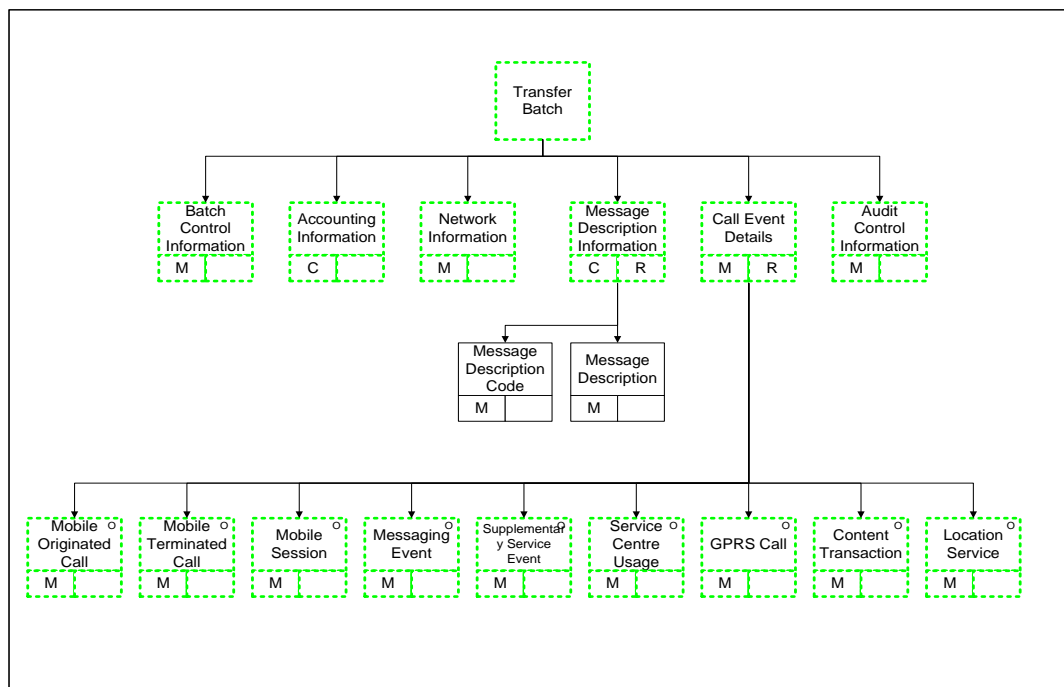 Transfer
Batch
Batch
Control
Information
M
Accounting
Information
C
Network
Information
M
Message
Description
Information
C R
Call Event
Details
M R
Audit
Control
Information
M
Message
Description
Code
M
Message
Description
M
Mobile O
Originated
Call
M
Mobile O
Terminated
Call
M
O
Mobile
Session
M
O
Messaging
Event
M
O
Supplementar
y Service
Event
M
Service O
Centre
Usage
M
O
GPRS Call
M
O
Content
Transaction
M
O
Location
Service
M